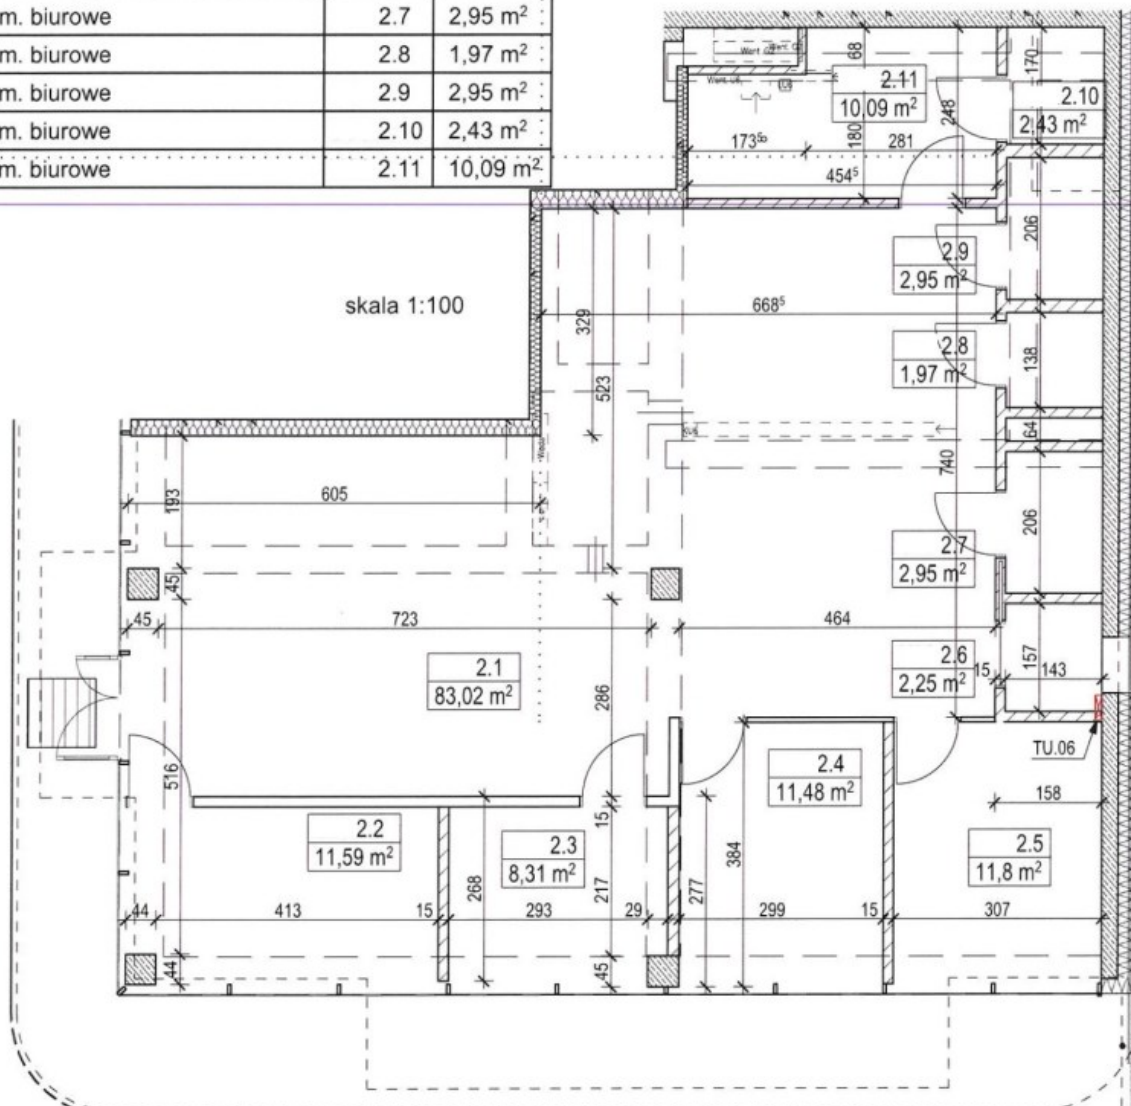 m. biurowe 2.7 2,95 m²
m. biurowe 2.8 1,97 m²
m. biurowe 2.9 2,95 m²
m. biurowe 2.10 2,43 m²
m. biurowe 2.11 10,09 m²
68
170
2.11
10,09 m²
248
2.10
2,43 m²
180
173⁵⁰
281
454⁵
206
2.9
2,95 m²
skala 1:100
668⁵
329
2.8
1,97 m²
138
523
64
740
193
605
206
2.7
2,95 m²
45
45
723
464
2.6
2,25 m²
15
157
143
2.1
83,02 m²
286
TU.06
516
2.4
11,48 m²
158
2.2
11,59 m²
15
2.3
8,31 m²
384
2.5
11,8 m²
268
217
277
44
413
15
293
29
299
15
307
44
45